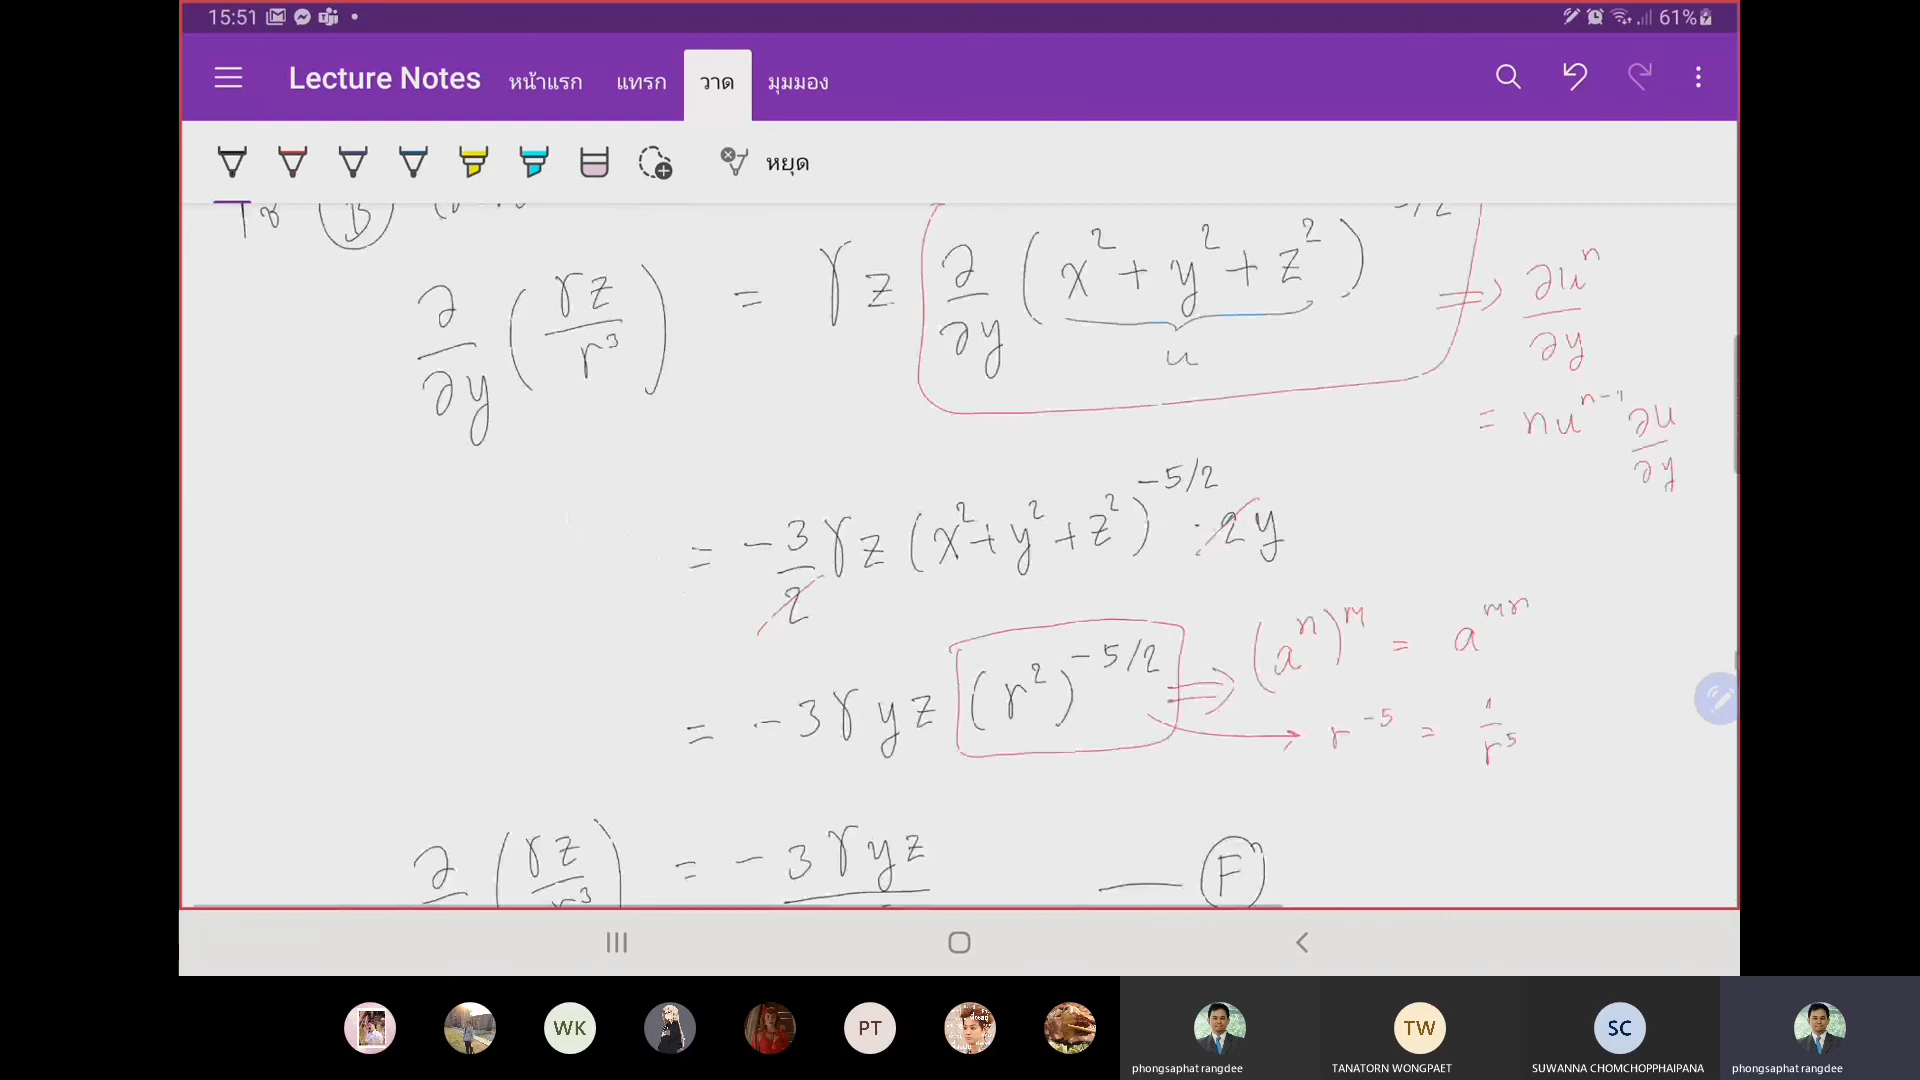 15:51 61%
Lecture Notes หน้าแรก แทรก วาด มุมมอง
หยุด
B
∂/∂y (γz/r³) = γz ∂/∂y (x² + y² + z²) ⇒ ∂uⁿ/∂y
u
= nuⁿ⁻¹ ∂u/∂y
= -3/2 γz (x² + y² + z²)^(-5/2) · 2y
= -3γyz (r²)^(-5/2) ⇒ (aⁿ)ᵐ = aᵐⁿ
→ r⁻⁵ = 1/r⁵
∂ (γz/r³) = -3γyz — F
WK PT TW SC
phongsaphat rangdee TANATORN WONGPAET SUWANNA CHOMCHOPPHAIPANA phongsaphat rangdee